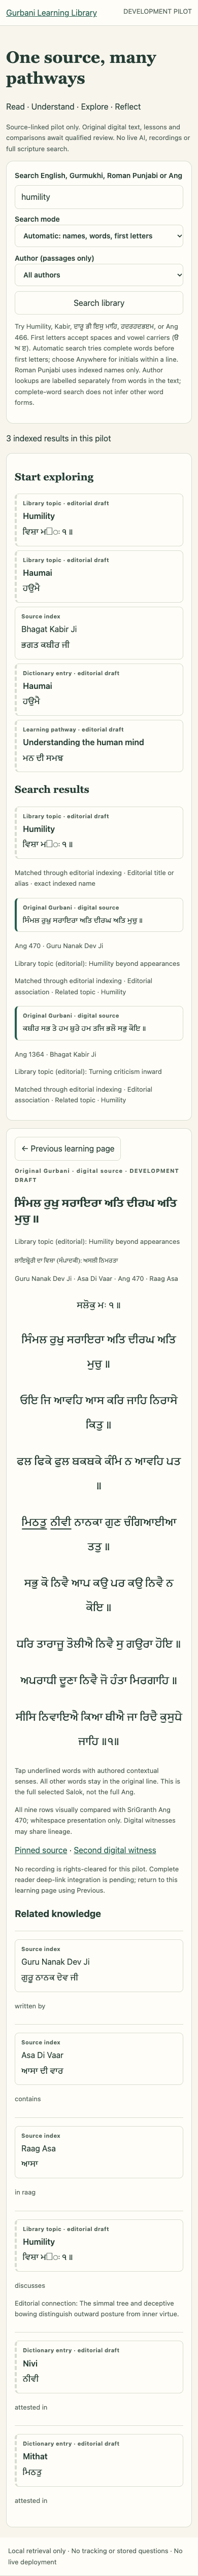 Gurbani Learning Library
DEVELOPMENT PILOT
One source, many
pathways
Read · Understand · Explore · Reflect
Source-linked pilot only. Original digital text, lessons and
comparisons await qualified review. No live AI, recordings or
full scripture search.
Search English, Gurmukhi, Roman Punjabi or Ang
humility
Search mode
Automatic: names, words, first letters
Author (passages only)
All authors
Search library
Try Humility, Kabir,
or Ang
466. First letters accept spaces and vowel carriers (ੳ
ਅ ੲ). Automatic search tries complete words before
first letters; choose Anywhere for initials within a line.
Roman Punjabi uses indexed names only. Author
lookups are labelled separately from words in the text;
complete-word search does not infer other word
forms.
3 indexed results in this pilot
Start exploring
Library topic · editorial draft
Humility
Library topic · editorial draft
Haumai
ਹਉਮੈ
Source index
Bhagat Kabir Ji
ਭਗਤ ਕਬੀਰ ਜੀ
Dictionary entry · editorial draft
Haumai
ਹਉਮੈ
Learning pathway · editorial draft
Understanding the human mind
ਮਨ ਦੀ ਸਮਝ
Search results
Library topic · editorial draft
Humility
Matched through editorial indexing · Editorial title or
alias · exact indexed name
Original Gurbani · digital source
ਸਿੰਮਲ ਰੁਖੁ ਸਰਾਇਰਾ ਅਤਿ ਦੀਰਘ ਅਤਿ ਮੁਚੁ ॥
Ang 470 · Guru Nanak Dev Ji
Library topic (editorial): Humility beyond appearances
Matched through editorial indexing · Editorial
association · Related topic · Humility
Original Gurbani · digital source
ਕਬੀਰ ਸਭ ਤੇ ਹਮ ਬੁਰੇ ਹਮ ਤਜਿ ਭਲੋ ਸਭੁ ਕੋਇ ॥
Ang 1364 · Bhagat Kabir Ji
Library topic (editorial): Turning criticism inward
Matched through editorial indexing · Editorial
association · Related topic · Humility
← Previous learning page
Original Gurbani · digital source · DEVELOPMENT
DRAFT
ਸਿੰਮਲ ਰੁਖੁ ਸਰਾਇਰਾ ਅਤਿ ਦੀਰਘ ਅਤਿ
ਮੁਚੁ ॥
Library topic (editorial): Humility beyond appearances
ਲਾਇਬ੍ਰੇਰੀ ਦਾ ਵਿਸ਼ਾ (ਸੰਪਾਦਕੀ): ਅਸਲੀ ਨਿਮਰਤਾ
Guru Nanak Dev Ji · Asa Di Vaar · Ang 470 · Raag Asa
ਸਲੋਕੁ ਮਃ ੧ ॥
ਸਿੰਮਲ ਰੁਖੁ ਸਰਾਇਰਾ ਅਤਿ ਦੀਰਘ ਅਤਿ
ਮੁਚੁ ॥
ਓਇ ਜਿ ਆਵਹਿ ਆਸ ਕਰਿ ਜਾਹਿ ਨਿਰਾਸੇ
ਕਿਤੁ ॥
ਫਲ ਫਿਕੇ ਫੁਲ ਬਕਬਕੇ ਕੰਮਿ ਨ ਆਵਹਿ ਪਤ
॥
ਮਿਠਤੁ ਨੀਵੀ ਨਾਨਕਾ ਗੁਣ ਚੰਗਿਆਈਆ
ਤਤੁ ॥
ਸਭੁ ਕੋ ਨਿਵੈ ਆਪ ਕਉ ਪਰ ਕਉ ਨਿਵੈ ਨ
ਕੋਇ ॥
ਧਰਿ ਤਾਰਾਜੂ ਤੋਲੀਐ ਨਿਵੈ ਸੁ ਗਉਰਾ ਹੋਇ ॥
ਅਪਰਾਧੀ ਦੂਣਾ ਨਿਵੈ ਜੋ ਹੰਤਾ ਮਿਰਗਾਹਿ ॥
ਸੀਸਿ ਨਿਵਾਇਐ ਕਿਆ ਥੀਐ ਜਾ ਰਿਦੈ ਕੁਸੁਧੇ
ਜਾਹਿ ॥੧॥
Tap underlined words with authored contextual
senses. All other words stay in the original line. This is
the full selected Salok, not the full Ang.
All nine rows visually compared with SriGranth Ang
470; whitespace presentation only. Digital witnesses
may share lineage.
Pinned source · Second digital witness
No recording is rights-cleared for this pilot. Complete
reader deep-link integration is pending; return to this
learning page using Previous.
Related knowledge
Source index
Guru Nanak Dev Ji
ਗੁਰੂ ਨਾਨਕ ਦੇਵ ਜੀ
written by
Source index
Asa Di Vaar
ਆਸਾ ਦੀ ਵਾਰ
contains
Source index
Raag Asa
ਆਸਾ
in raag
Library topic · editorial draft
Humility
discusses
Editorial connection: The simmal tree and deceptive
bowing distinguish outward posture from inner virtue.
Dictionary entry · editorial draft
Nivi
ਨੀਵੀ
attested in
Dictionary entry · editorial draft
Mithat
ਮਿਠਤੁ
attested in
Local retrieval only · No tracking or stored questions · No
live deployment